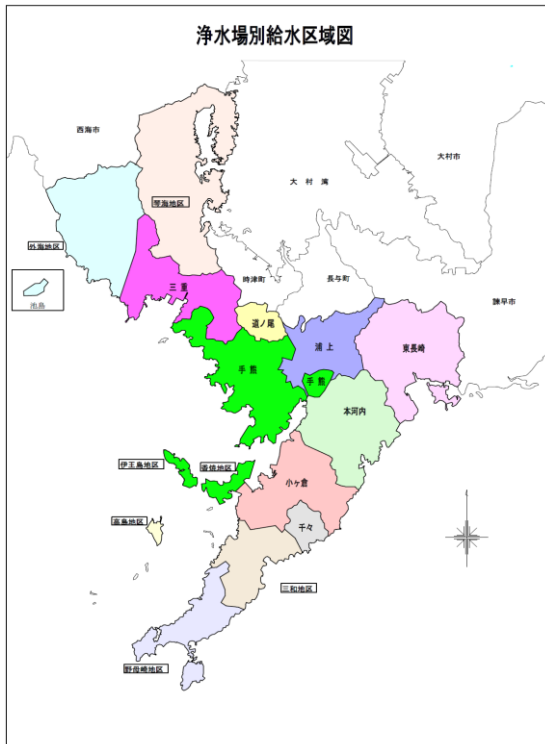 浄水場別給水区域図
西海市
大村市
大村湾
琴海地区
外海地区
池島
三重
時津町
長与町
諫早市
道ノ尾
浦上
東長崎
手熊
手熊
本河内
伊王島地区
香焼地区
小ヶ倉
高島地区
千々
三和地区
野母崎地区